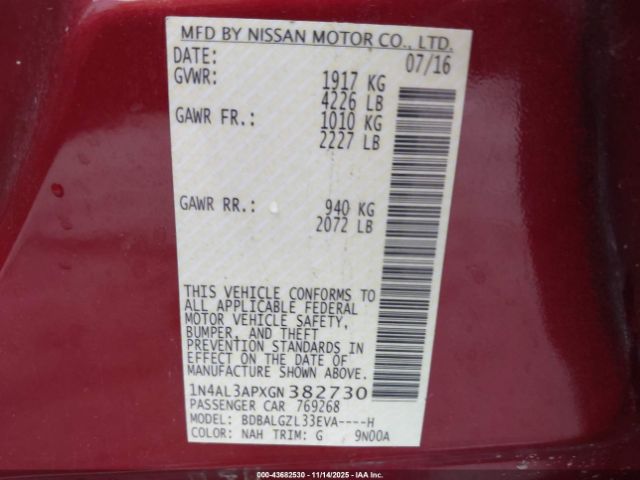 MFD BY NISSAN MOTOR CO., LTD.
DATE: 07/16
GVWR: 1917 KG
4226 LB
GAWR FR.: 1010 KG
2227 LB
GAWR RR.: 940 KG
2072 LB
THIS VEHICLE CONFORMS TO
ALL APPLICABLE FEDERAL
MOTOR VEHICLE SAFETY,
BUMPER, AND THEFT
PREVENTION STANDARDS IN
EFFECT ON THE DATE OF
MANUFACTURE SHOWN ABOVE.
1N4AL3APXGN382730
PASSENGER CAR 769268
MODEL: BDBALGZL33EVA----H
COLOR: NAH TRIM: G 9N00A
000-43682530 - 11/14/2025 - IAAI.com